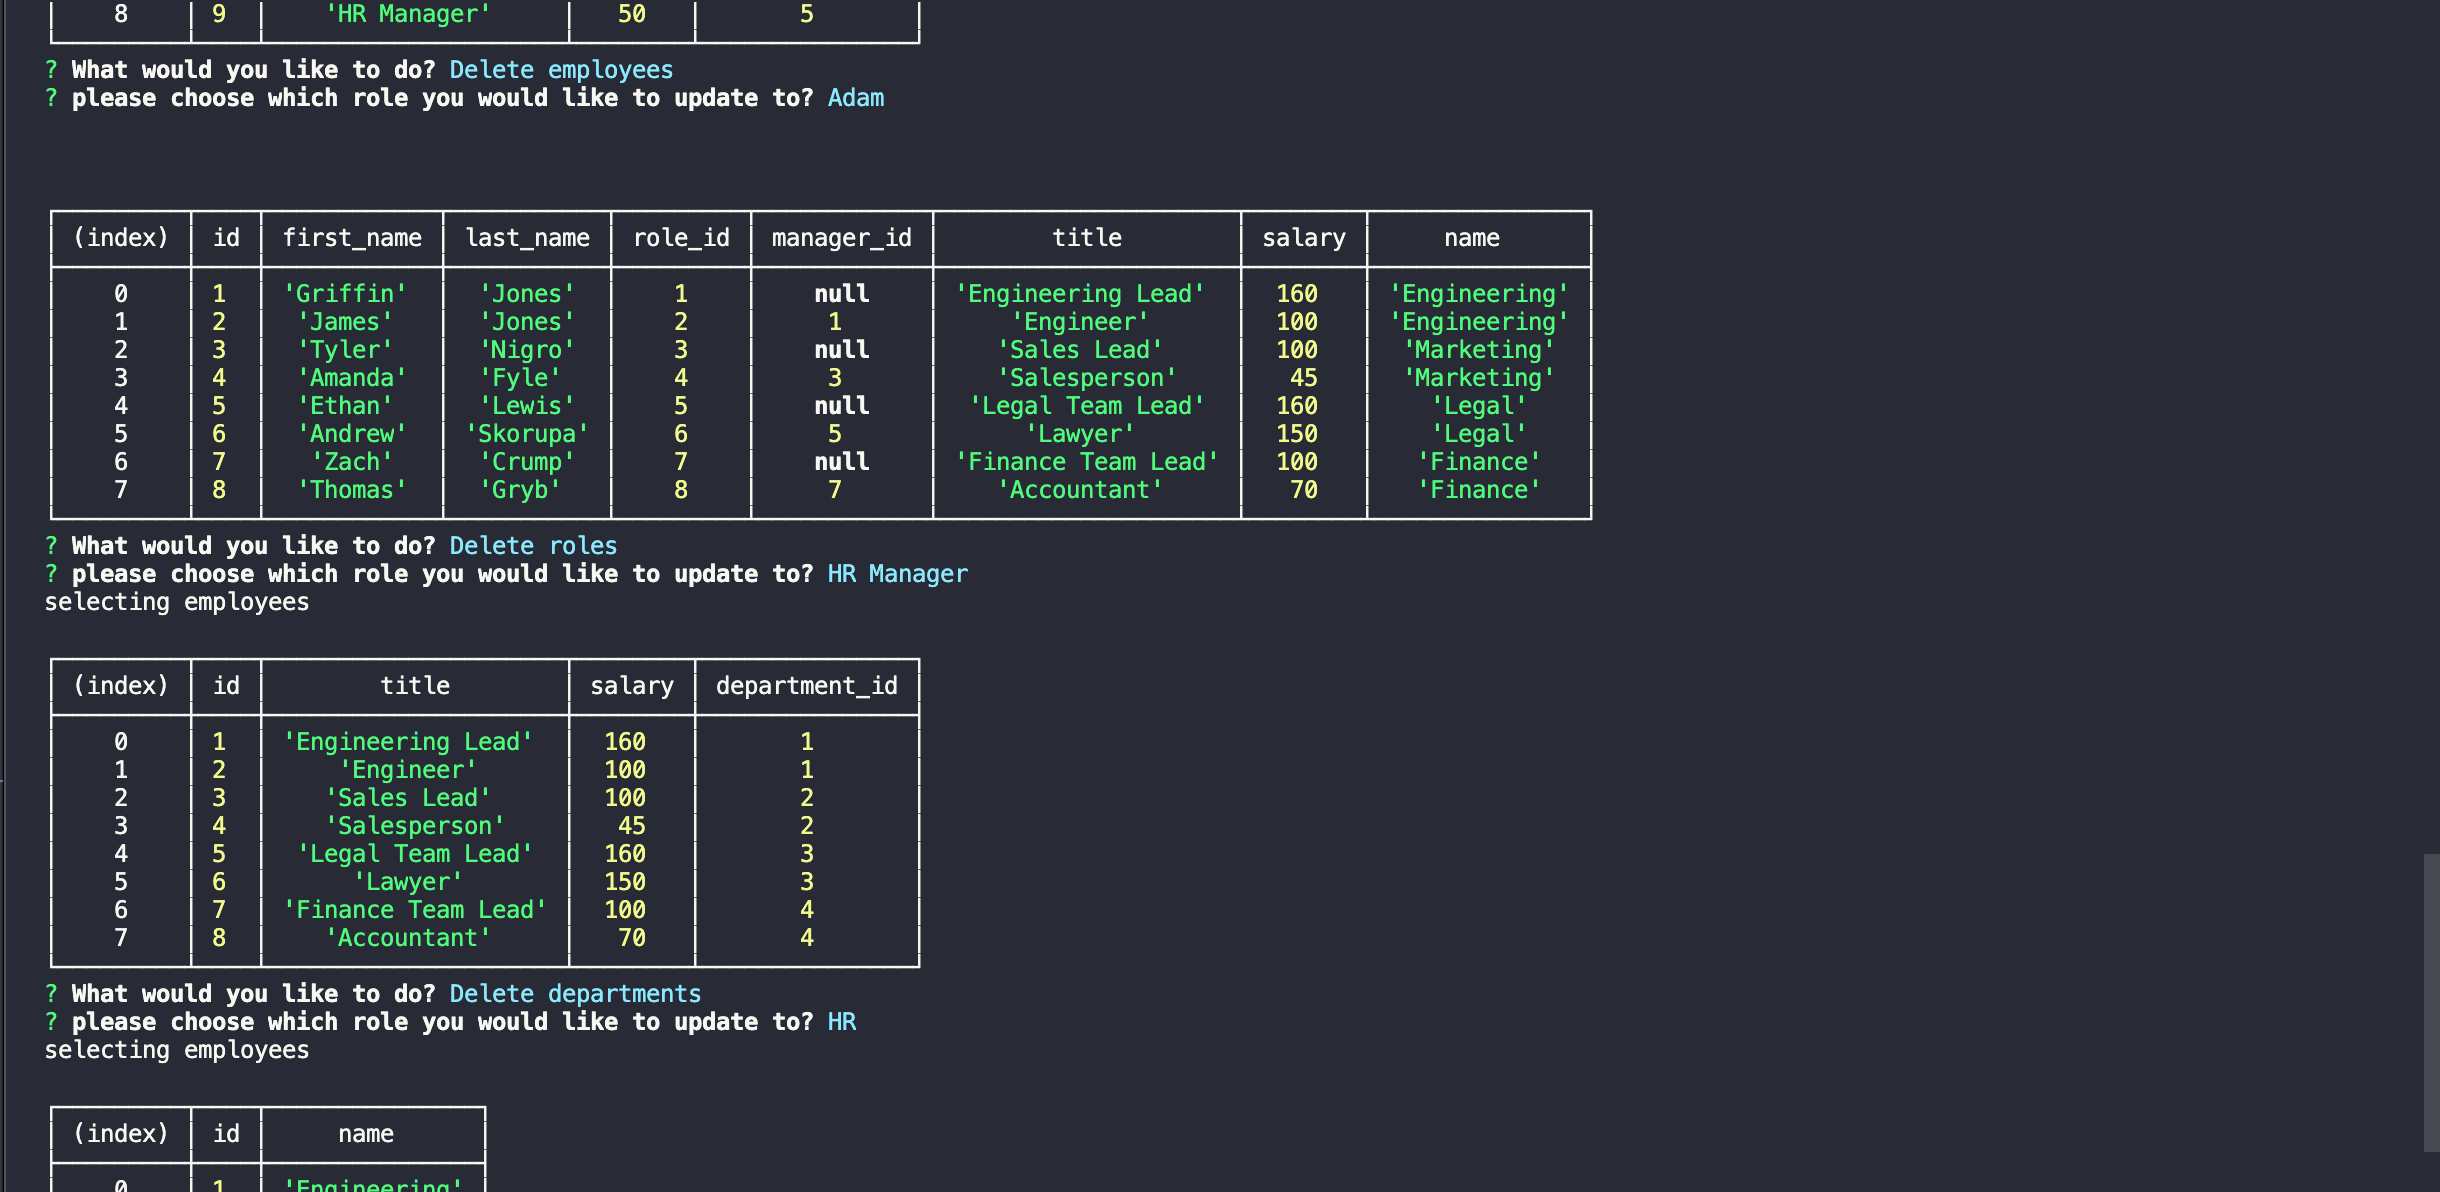 8 9 'HR Manager' 50 5
? What would you like to do? Delete employees
? please choose which role you would like to update to? Adam
(index) id first_name last_name role_id manager_id title salary name
0 1 'Griffin' 'Jones' 1 null 'Engineering Lead' 160 'Engineering'
1 2 'James' 'Jones' 2 1 'Engineer' 100 'Engineering'
2 3 'Tyler' 'Nigro' 3 null 'Sales Lead' 100 'Marketing'
3 4 'Amanda' 'Fyle' 4 3 'Salesperson' 45 'Marketing'
4 5 'Ethan' 'Lewis' 5 null 'Legal Team Lead' 160 'Legal'
5 6 'Andrew' 'Skorupa' 6 5 'Lawyer' 150 'Legal'
6 7 'Zach' 'Crump' 7 null 'Finance Team Lead' 100 'Finance'
7 8 'Thomas' 'Gryb' 8 7 'Accountant' 70 'Finance'
? What would you like to do? Delete roles
? please choose which role you would like to update to? HR Manager
selecting employees
(index) id title salary department_id
0 1 'Engineering Lead' 160 1
1 2 'Engineer' 100 1
2 3 'Sales Lead' 100 2
3 4 'Salesperson' 45 2
4 5 'Legal Team Lead' 160 3
5 6 'Lawyer' 150 3
6 7 'Finance Team Lead' 100 4
7 8 'Accountant' 70 4
? What would you like to do? Delete departments
? please choose which role you would like to update to? HR
selecting employees
(index) id name
0 1 'Engineering'